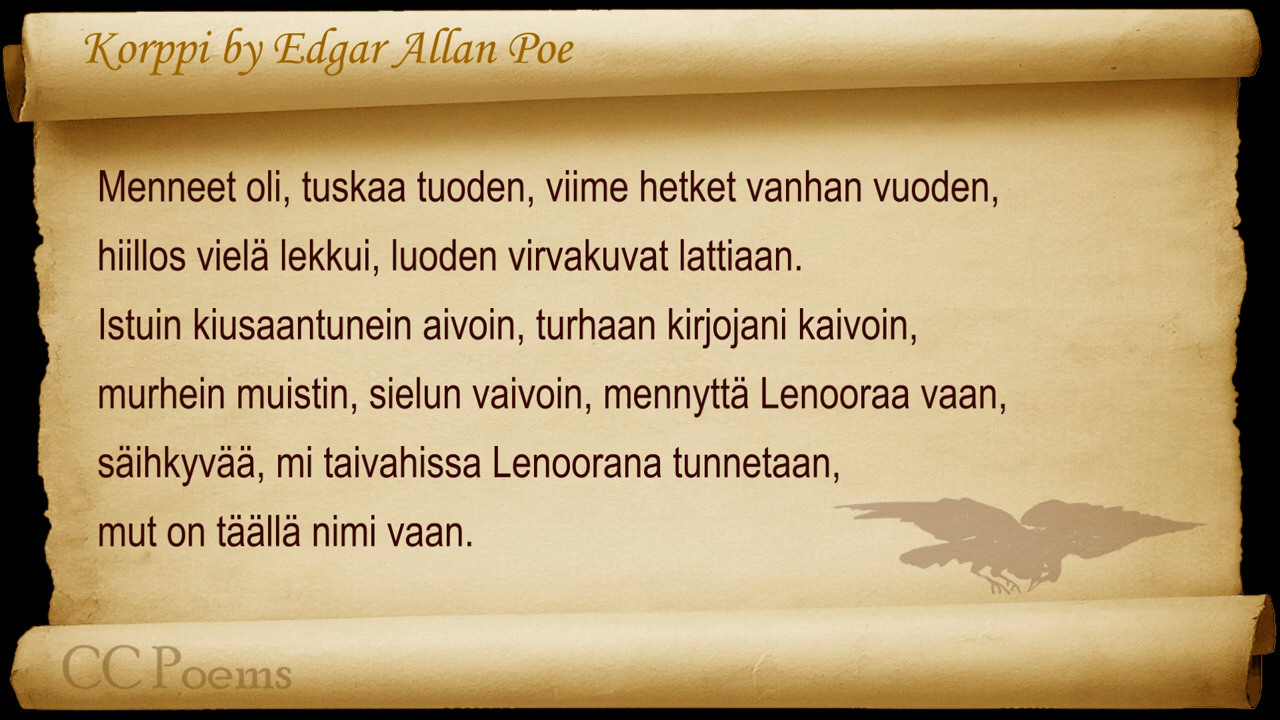 Korppi by Edgar Allan Poe
Menneet oli, tuskaa tuoden, viime hetket vanhan vuoden,
hiillos vielä lekkui, luoden virvakuvat lattiaan.
Istuin kiusaantunein aivoin, turhaan kirjojani kaivoin,
murhein muistin, sielun vaivoin, mennyttä Lenooraa vaan,
säihkyvää, mi taivahissa Lenoorana tunnetaan,
mut on täällä nimi vaan.
CC Poems